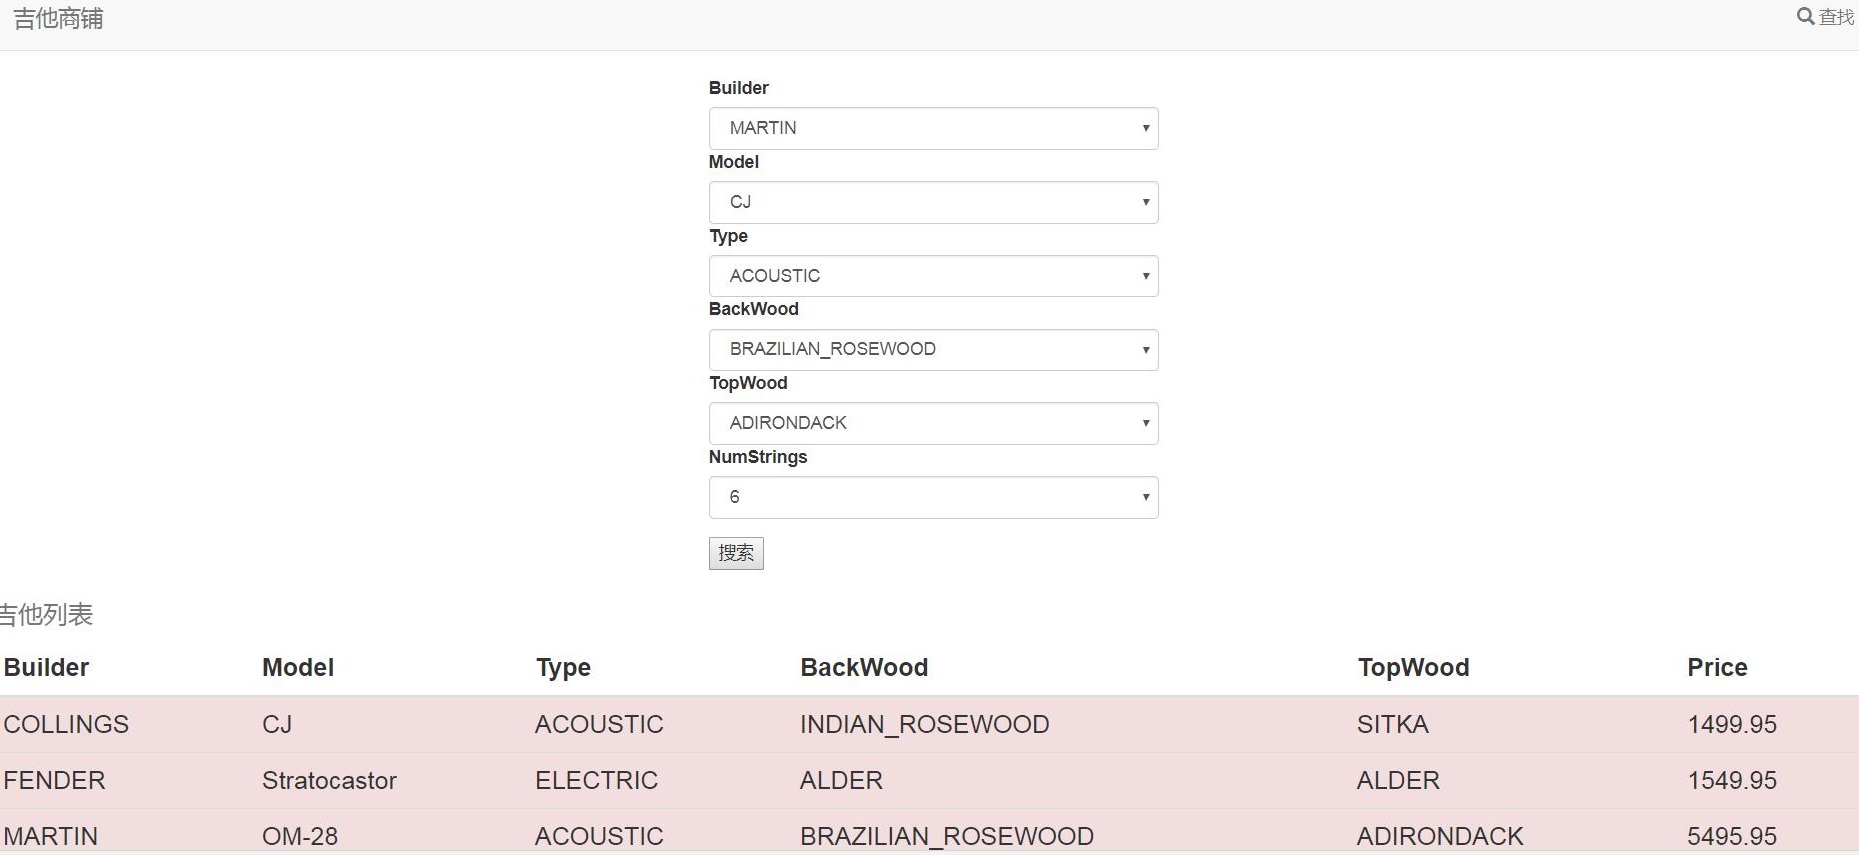 吉他商铺 查找
Builder
MARTIN
Model
CJ
Type
ACOUSTIC
BackWood
BRAZILIAN_ROSEWOOD
TopWood
ADIRONDACK
NumStrings
6
搜索
吉他列表
Builder Model Type BackWood TopWood Price
COLLINGS CJ ACOUSTIC INDIAN_ROSEWOOD SITKA 1499.95
FENDER Stratocastor ELECTRIC ALDER ALDER 1549.95
MARTIN OM-28 ACOUSTIC BRAZILIAN_ROSEWOOD ADIRONDACK 5495.95